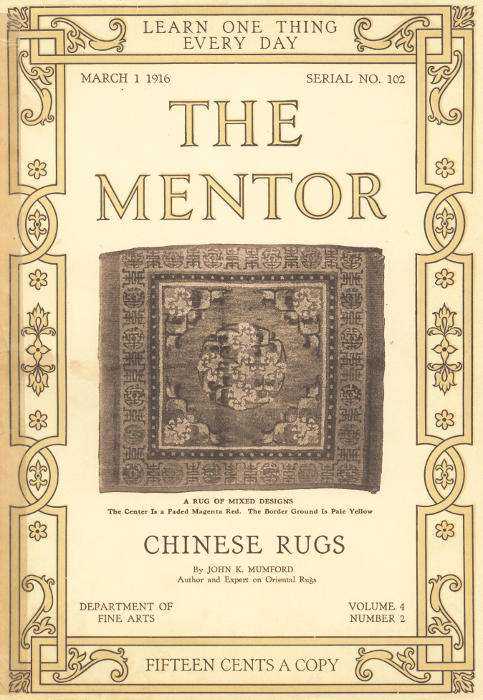 LEARN ONE THING
EVERY DAY
MARCH 1 1916
SERIAL NO. 102
THE
MENTOR
A RUG OF MIXED DESIGNS
The Center Is a Faded Magenta Red. The Border Ground Is Pale Yellow
CHINESE RUGS
By JOHN K. MUMFORD
Author and Expert on Oriental Rugs
DEPARTMENT OF
FINE ARTS
VOLUME 4
NUMBER 2
FIFTEEN CENTS A COPY